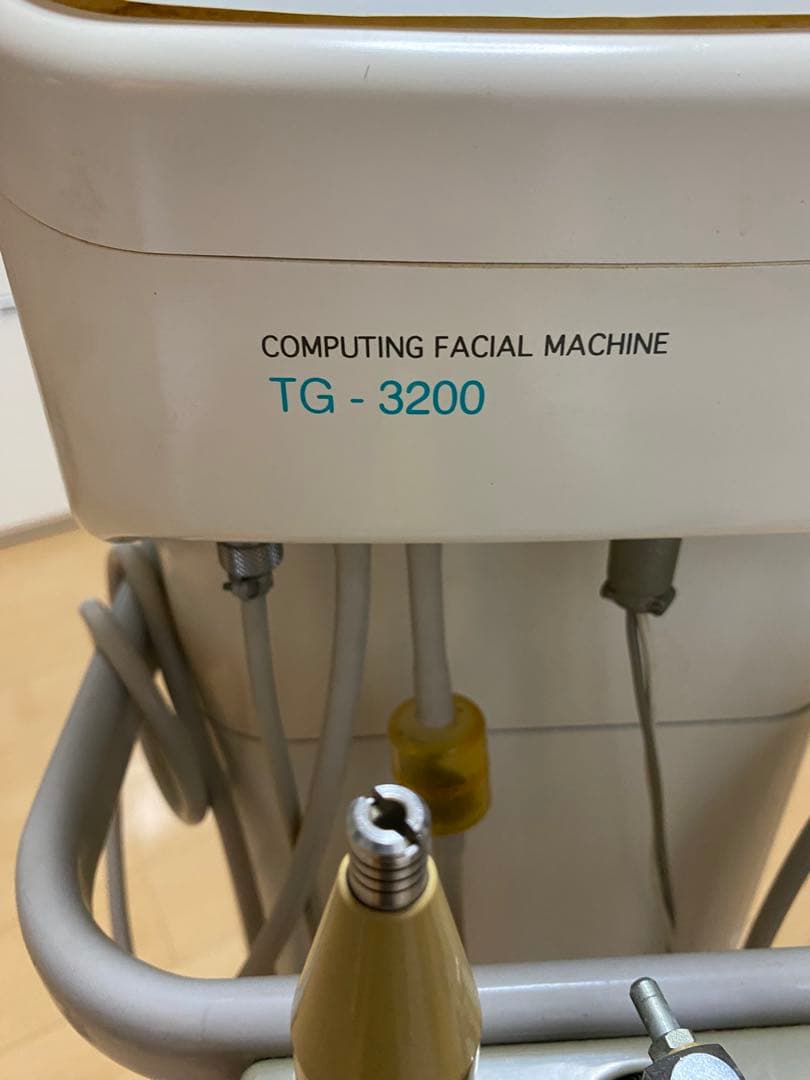 COMPUTING FACIAL MACHINE
TG - 3200